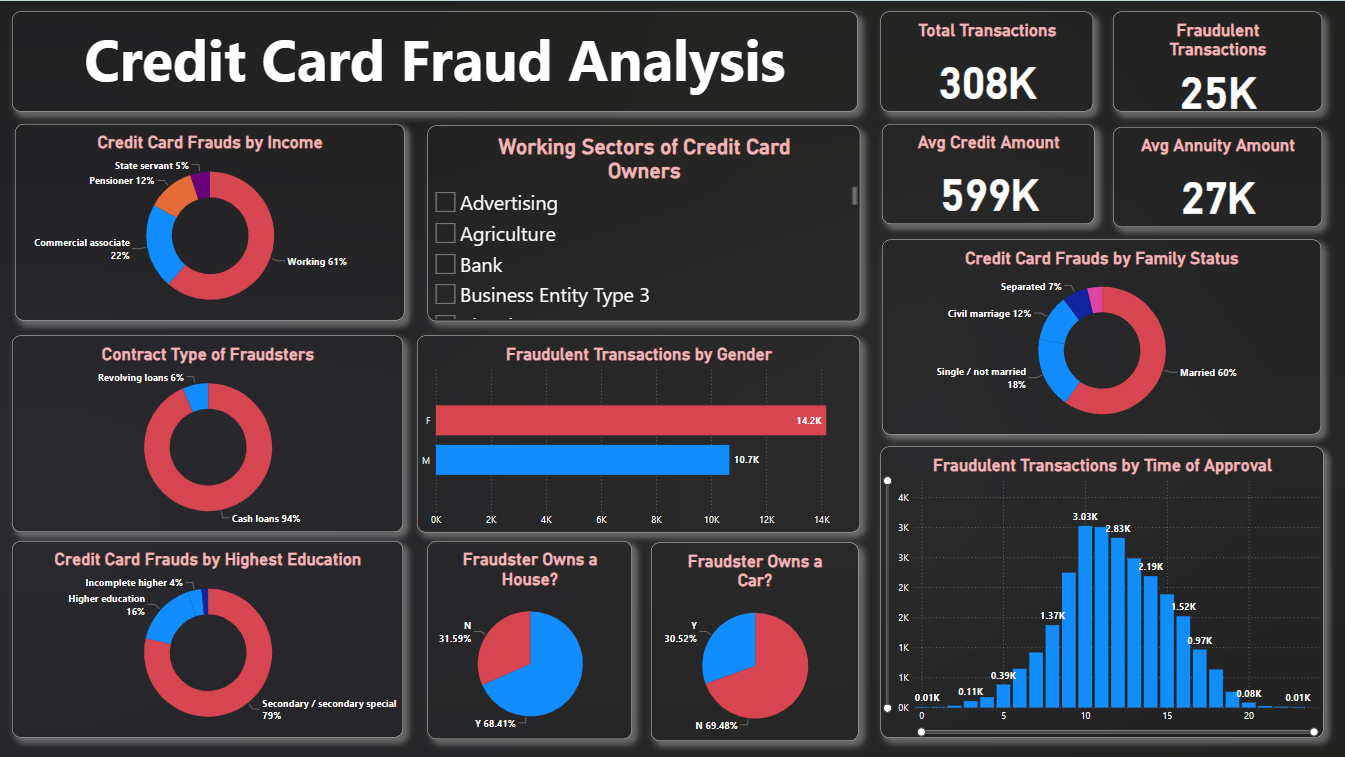 Credit Card Fraud Analysis
Total Transactions
308K
Fraudulent
Transactions
25K
Credit Card Frauds by Income
State servant 5%
Pensioner 12%
Commercial associate
22%
Working 61%
Working Sectors of Credit Card
Owners
Advertising
Agriculture
Bank
Business Entity Type 3
Avg Credit Amount
599K
Avg Annuity Amount
27K
Credit Card Frauds by Family Status
Separated 7%
Civil marriage 12%
Single / not married
18%
Married 60%
Contract Type of Fraudsters
Revolving loans 6%
Cash loans 94%
Fraudulent Transactions by Gender
F
14.2K
M
10.7K
0K 2K 4K 6K 8K 10K 12K 14K
Fraudulent Transactions by Time of Approval
4K
3K
3K
2K
2K
1K
1K
0K
0.01K
0.11K
0.39K
1.37K
3.03K
2.83K
2.19K
1.52K
0.97K
0.08K
0.01K
0 5 10 15 20
Credit Card Frauds by Highest Education
Incomplete higher 4%
Higher education
16%
Secondary / secondary special
79%
Fraudster Owns a
House?
N
31.59%
Y 68.41%
Fraudster Owns a
Car?
Y
30.52%
N 69.48%